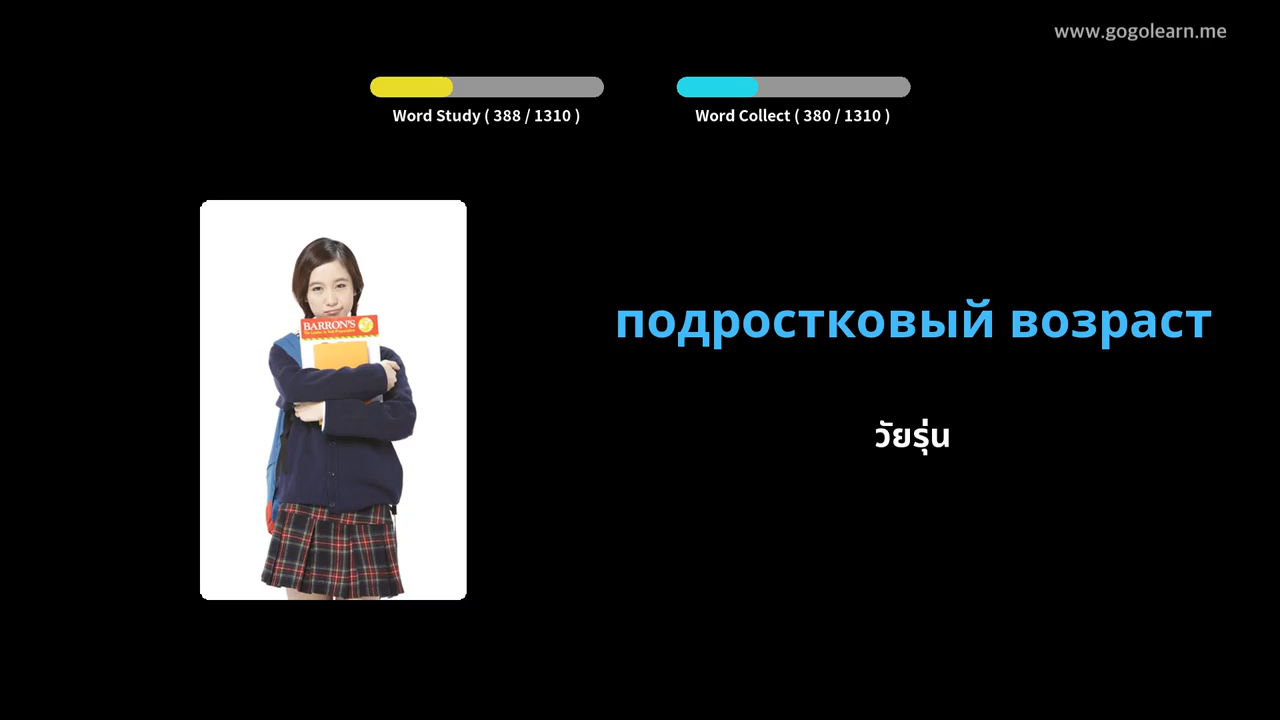 www.gogolearn.me
Word Study ( 388 / 1310 )
Word Collect ( 380 / 1310 )
BARRON'S
подростковый возраст
วัยรุ่น